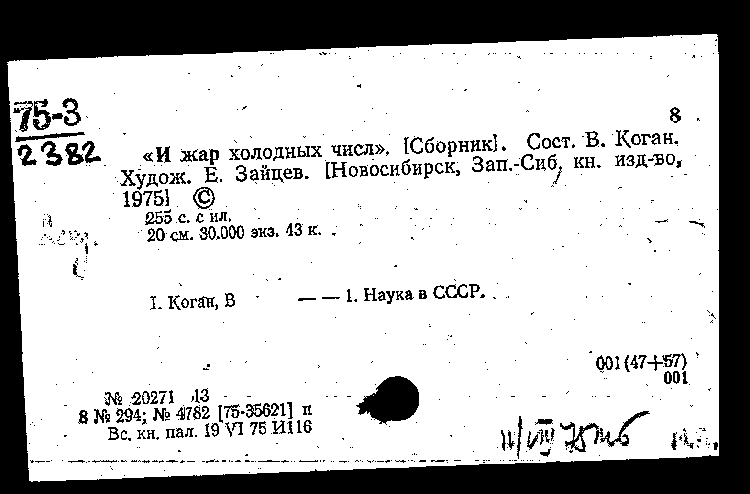 75-3
2382
8
«И жар холодных числ». [Сборник]. Сост. В. Коган.
Худож. Е. Зайцев. [Новосибирск, Зап.-Сиб, кн. изд-во,
1975] ©
255 с. с ил.
20 см. 30.000 экз. 43 к.
I. Коган, В — — 1. Наука в СССР.
001 (47+57)
001
№ 20271 13
8 № 294; № 4782 [75-35621] п
Вс. кн. пал. 19 VI 75 И116